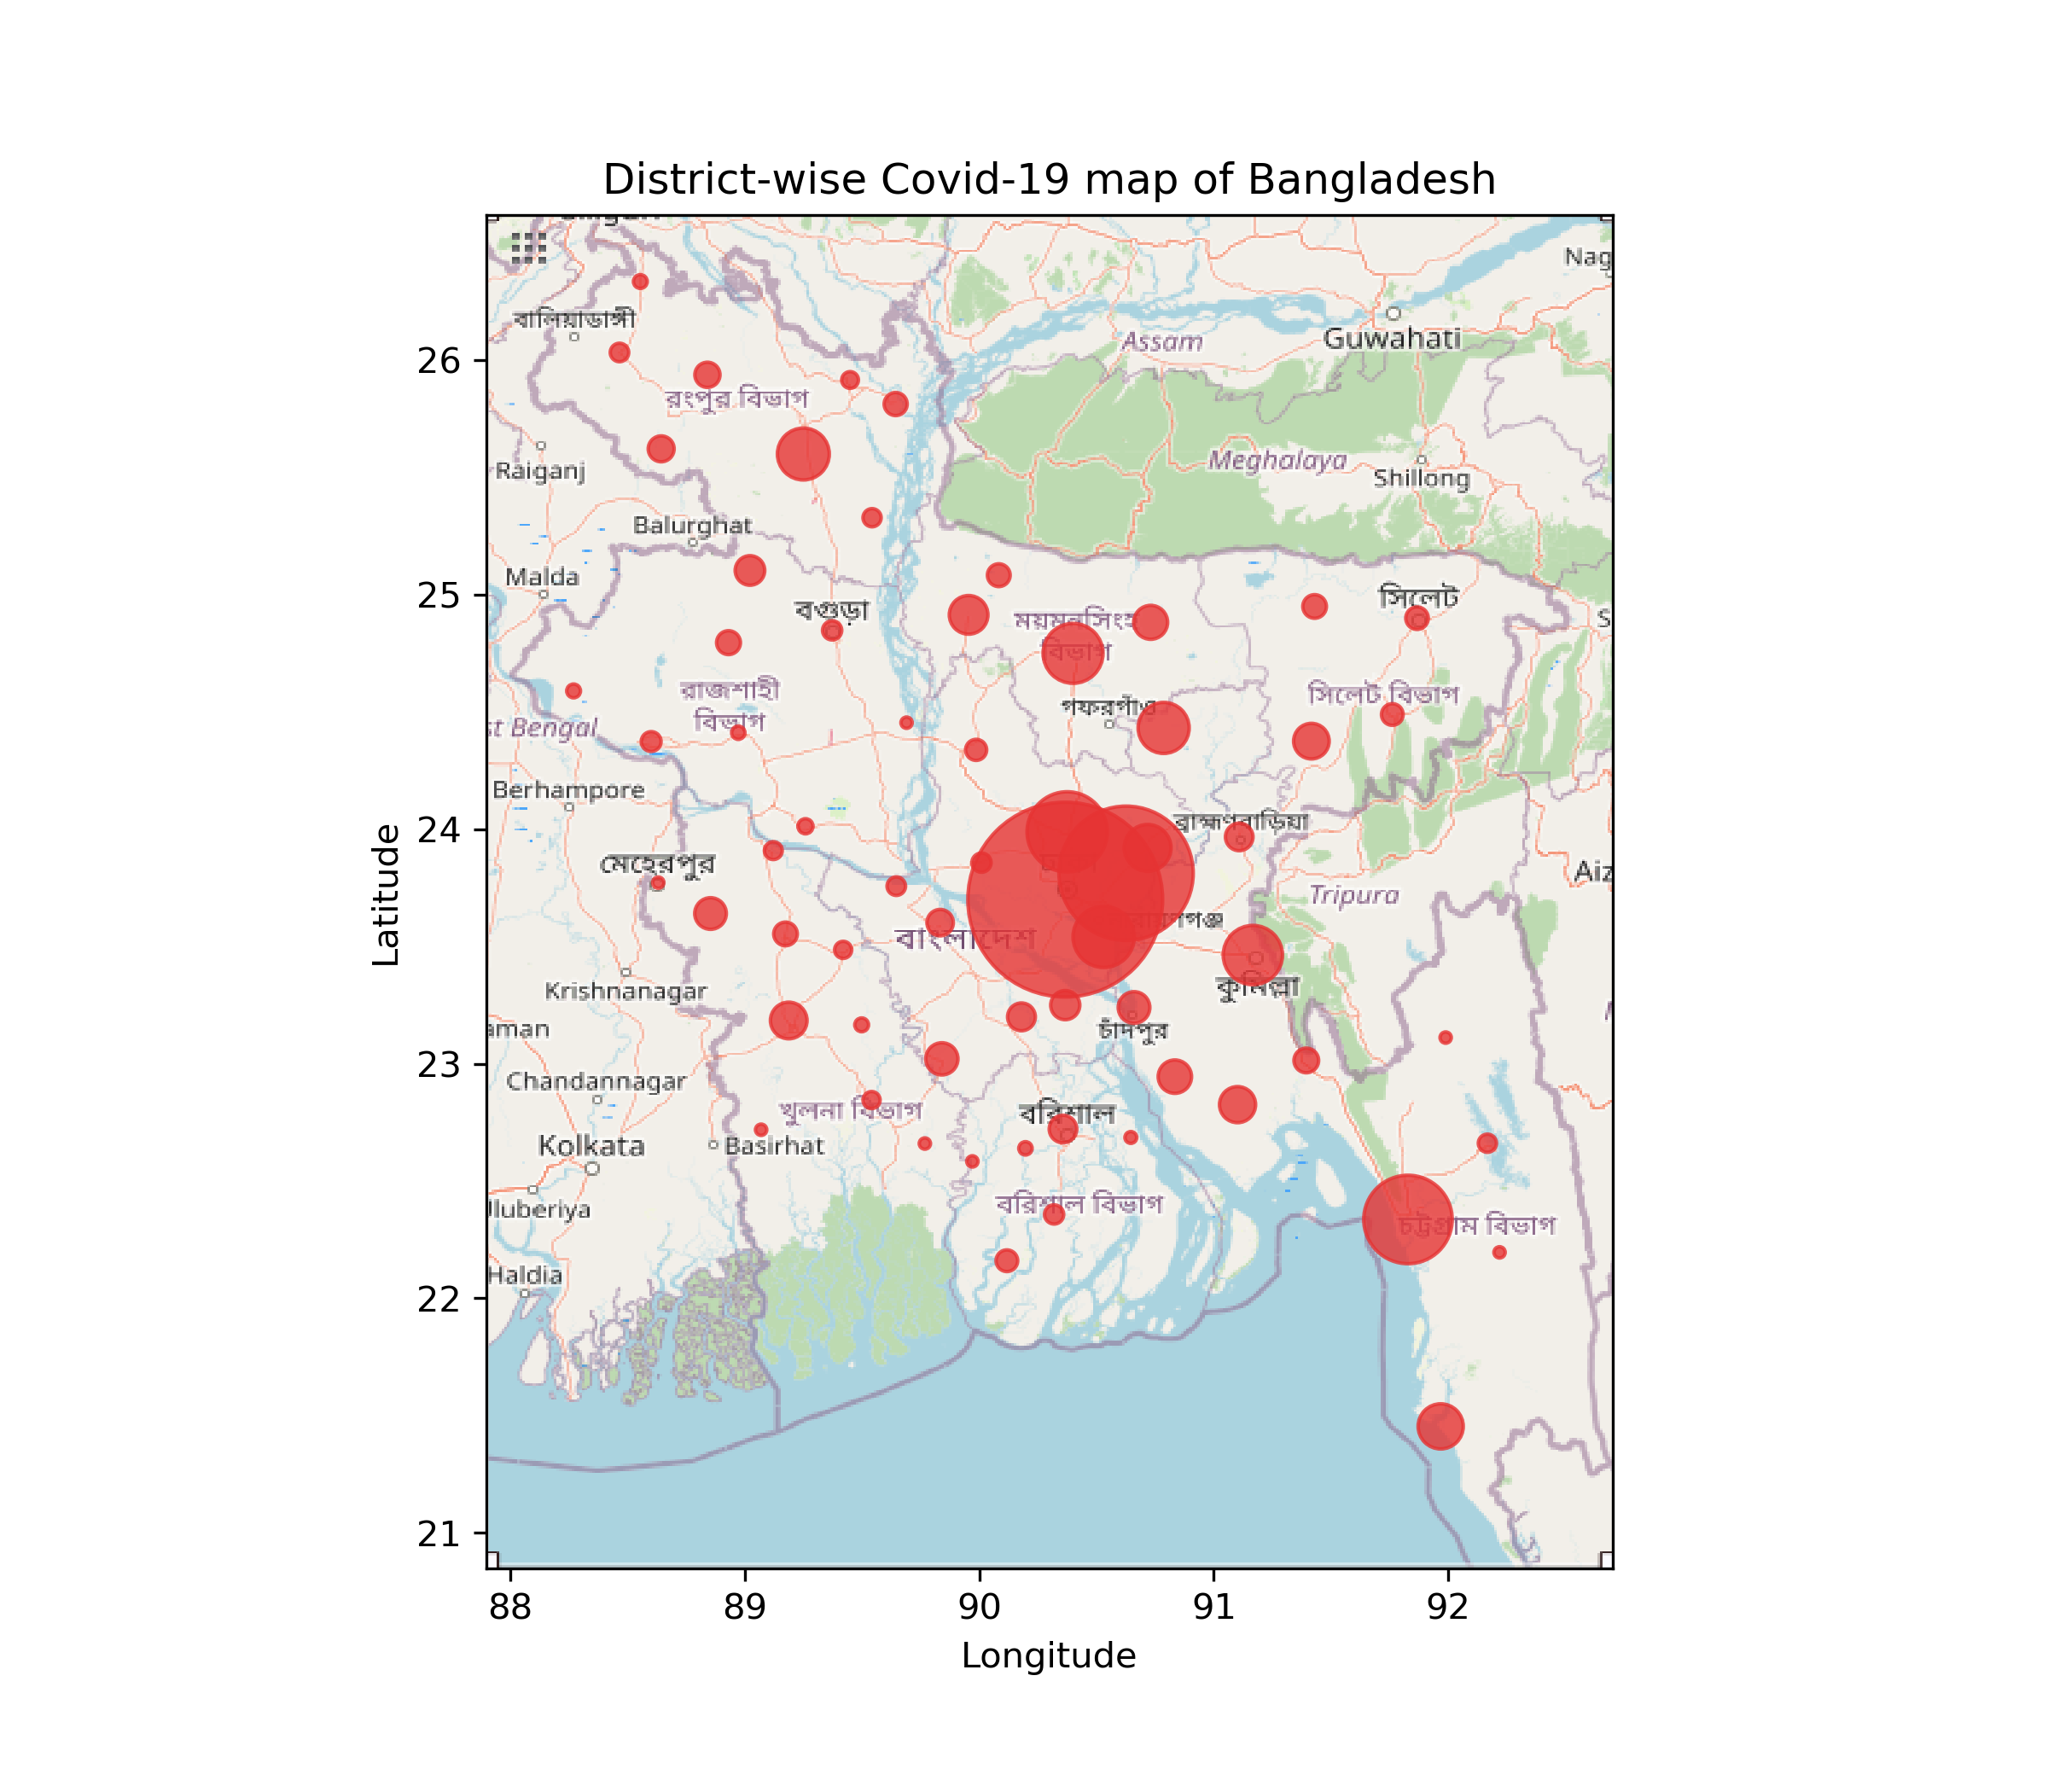 District-wise Covid-19 map of Bangladesh
Nag
বালিয়াডাঙ্গী
Guwahati
Assam
রংপুর বিভাগ
26
Meghalaya
Raiganj
Shillong
Balurghat
Malda
25
বগুড়া
সিলেট
ময়মনসিংহ
বিভাগ
রাজশাহী
বিভাগ
সিলেট বিভাগ
গফরগাঁও
st Bengal
Berhampore
24
ব্রাহ্মণবাড়িয়া
মেহেরপুর
Aiz
Tripura
Latitude
বাংলাদেশ
কুমিল্লা
Krishnanagar
aman
চাঁদপুর
23
Chandannagar
খুলনা বিভাগ
বরিশাল
Kolkata
Basirhat
বরিশাল বিভাগ
luberiya
চট্টগ্রাম বিভাগ
Haldia
22
21
88 89 90 91 92
Longitude